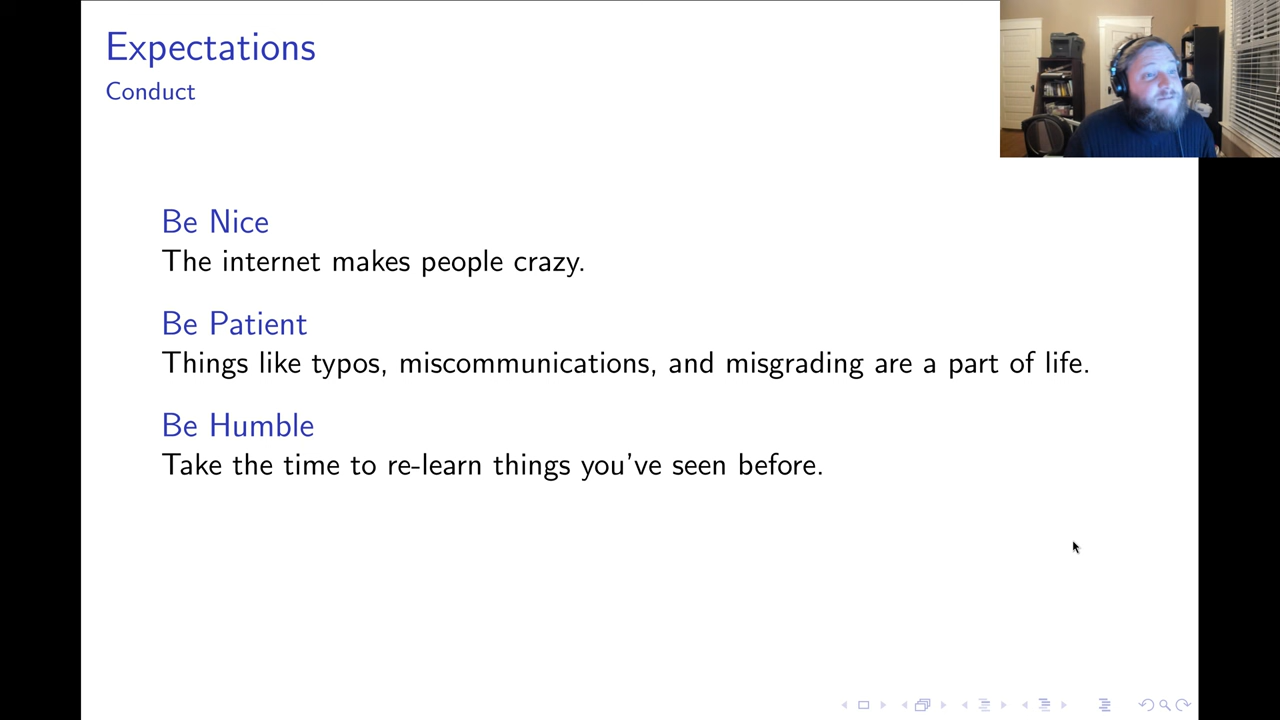 Expectations
Conduct
Be Nice
The internet makes people crazy.
Be Patient
Things like typos, miscommunications, and misgrading are a part of life.
Be Humble
Take the time to re-learn things you've seen before.